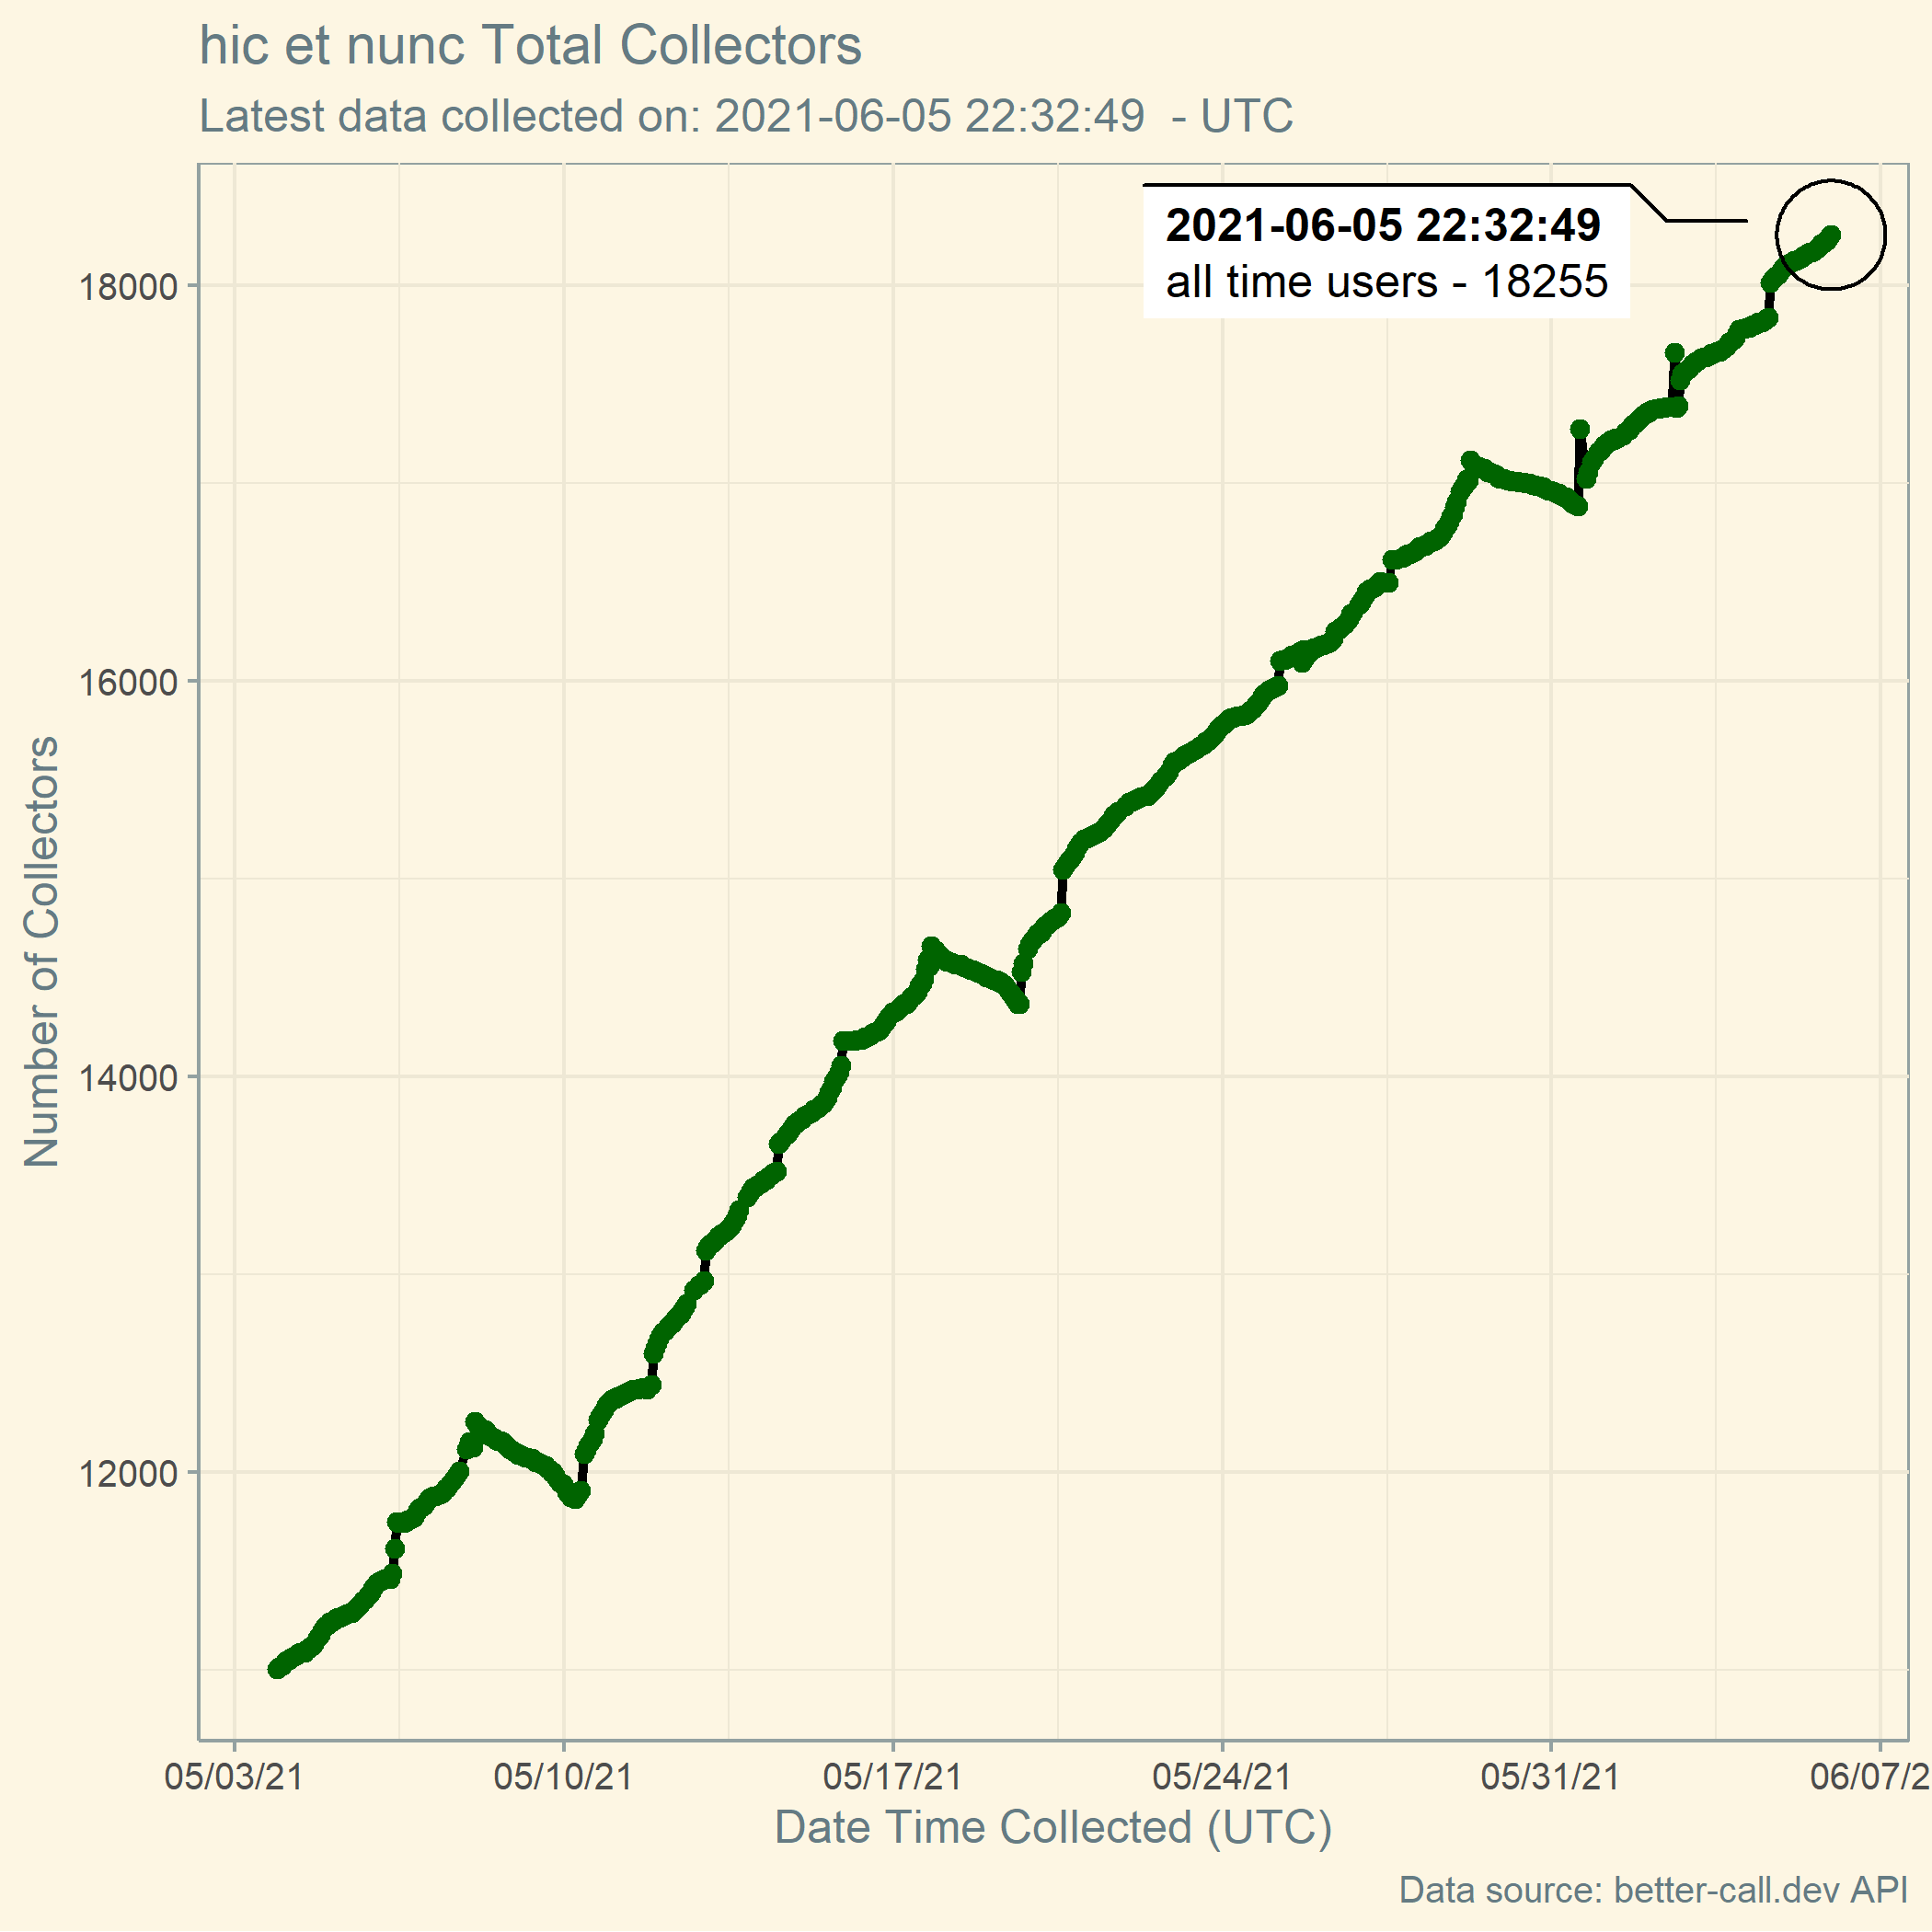 hic et nunc Total Collectors
Latest data collected on: 2021-06-05 22:32:49  - UTC
2021-06-05 22:32:49
all time users - 18255
18000
16000
14000
12000
Number of Collectors
05/03/21 05/10/21 05/17/21 05/24/21 05/31/21 06/07/2
Date Time Collected (UTC)
Data source: better-call.dev API